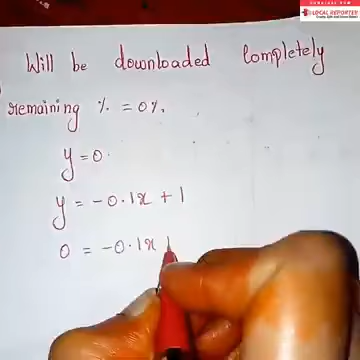 LOCAL REPORTER
Will be downloaded completely
remaining % = 0%.
y = 0.
y = -0.1x + 1
0 = -0.1x